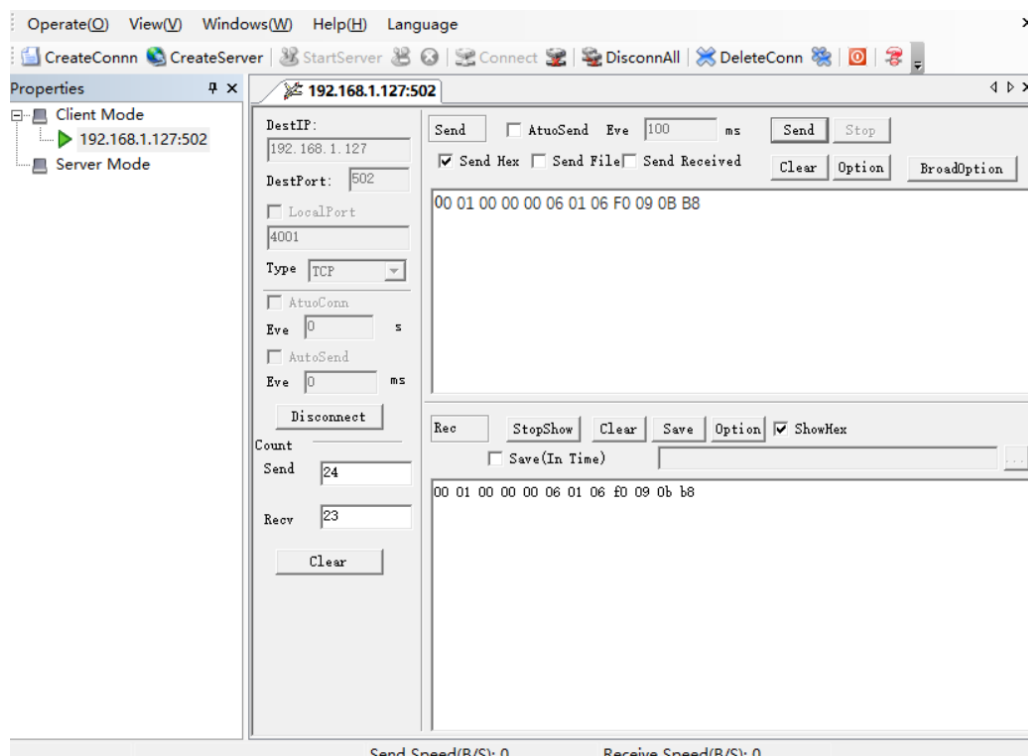 Operate(O) View(V) Windows(W) Help(H) Language
CreateConnn CreateServer StartServer Connect DisconnAll DeleteConn
Properties
Client Mode
192.168.1.127:502
Server Mode
192.168.1.127:502
DestIP:
192.168.1.127
DestPort: 502
LocalPort
4001
Type TCP
AtuoConn
Eve 0 s
AutoSend
Eve 0 ms
Disconnect
Count
Send 24
Recv 23
Clear
Send AtuoSend Eve 100 ms Send Stop
Send Hex Send File Send Received Clear Option BroadOption
00 01 00 00 00 06 01 06 F0 09 0B B8
Rec StopShow Clear Save Option ShowHex
Save(In Time) ...
00 01 00 00 00 06 01 06 f0 09 0b b8
Send Speed(B/S): 0 Receive Speed(B/S): 0